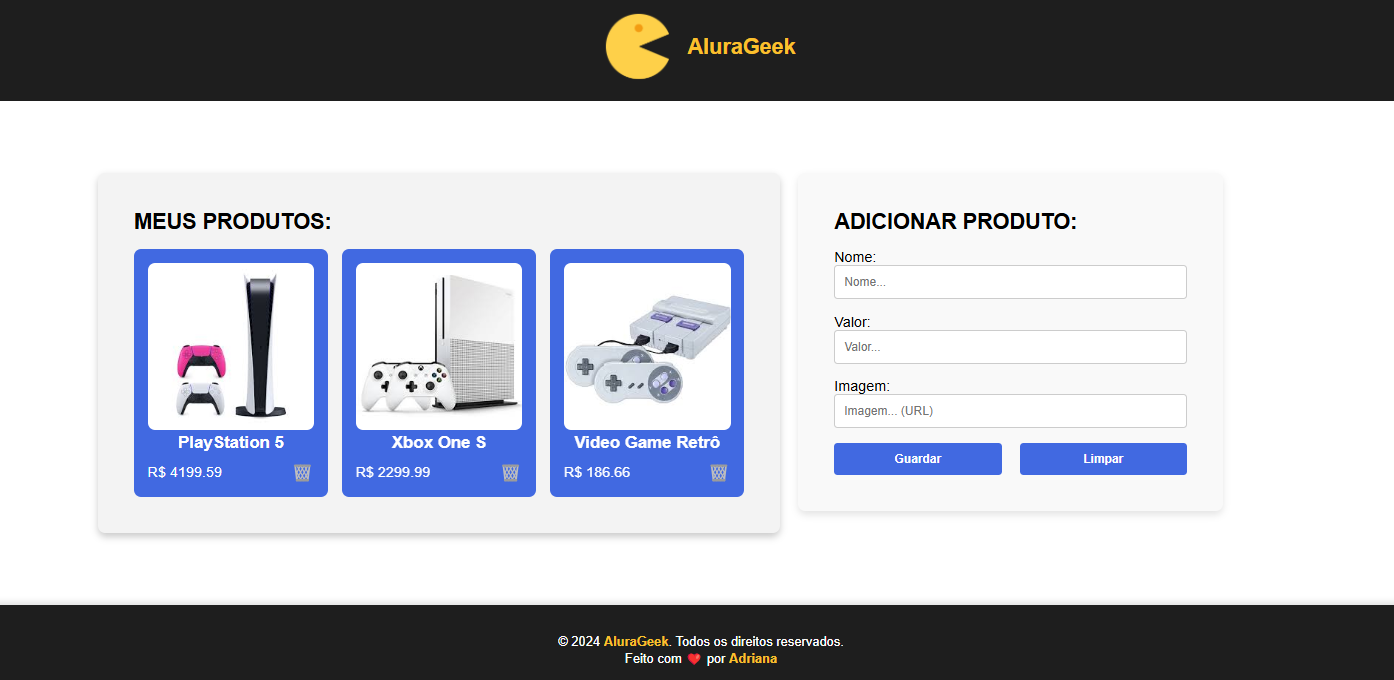 AluraGeek
MEUS PRODUTOS:
PlayStation 5
R$ 4199.59
Xbox One S
R$ 2299.99
Video Game Retrô
R$ 186.66
ADICIONAR PRODUTO:
Nome:
Nome...
Valor:
Valor...
Imagem:
Imagem... (URL)
Guardar
Limpar
© 2024 AluraGeek. Todos os direitos reservados.
Feito com ❤️ por Adriana